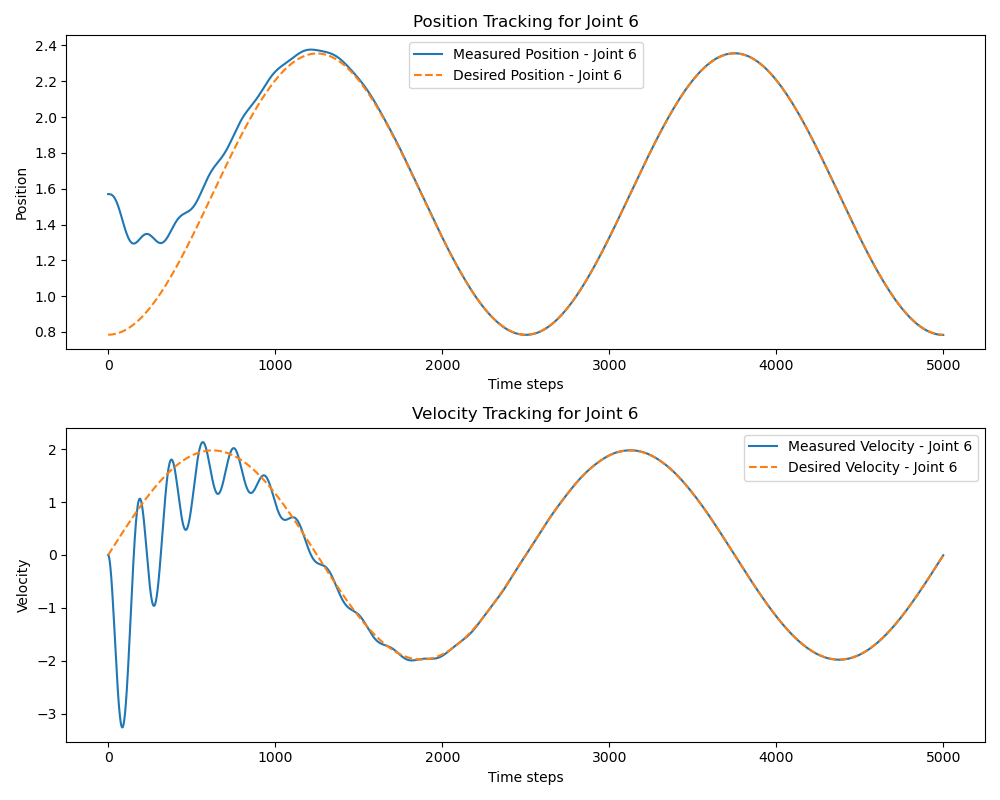 Position Tracking for Joint 6
2.4
2.2
2.0
1.8
1.6
1.4
1.2
1.0
0.8
Position
Measured Position - Joint 6
Desired Position - Joint 6
0 1000 2000 3000 4000 5000
Time steps
Velocity Tracking for Joint 6
2
1
0
−1
−2
−3
Velocity
Measured Velocity - Joint 6
Desired Velocity - Joint 6
0 1000 2000 3000 4000 5000
Time steps